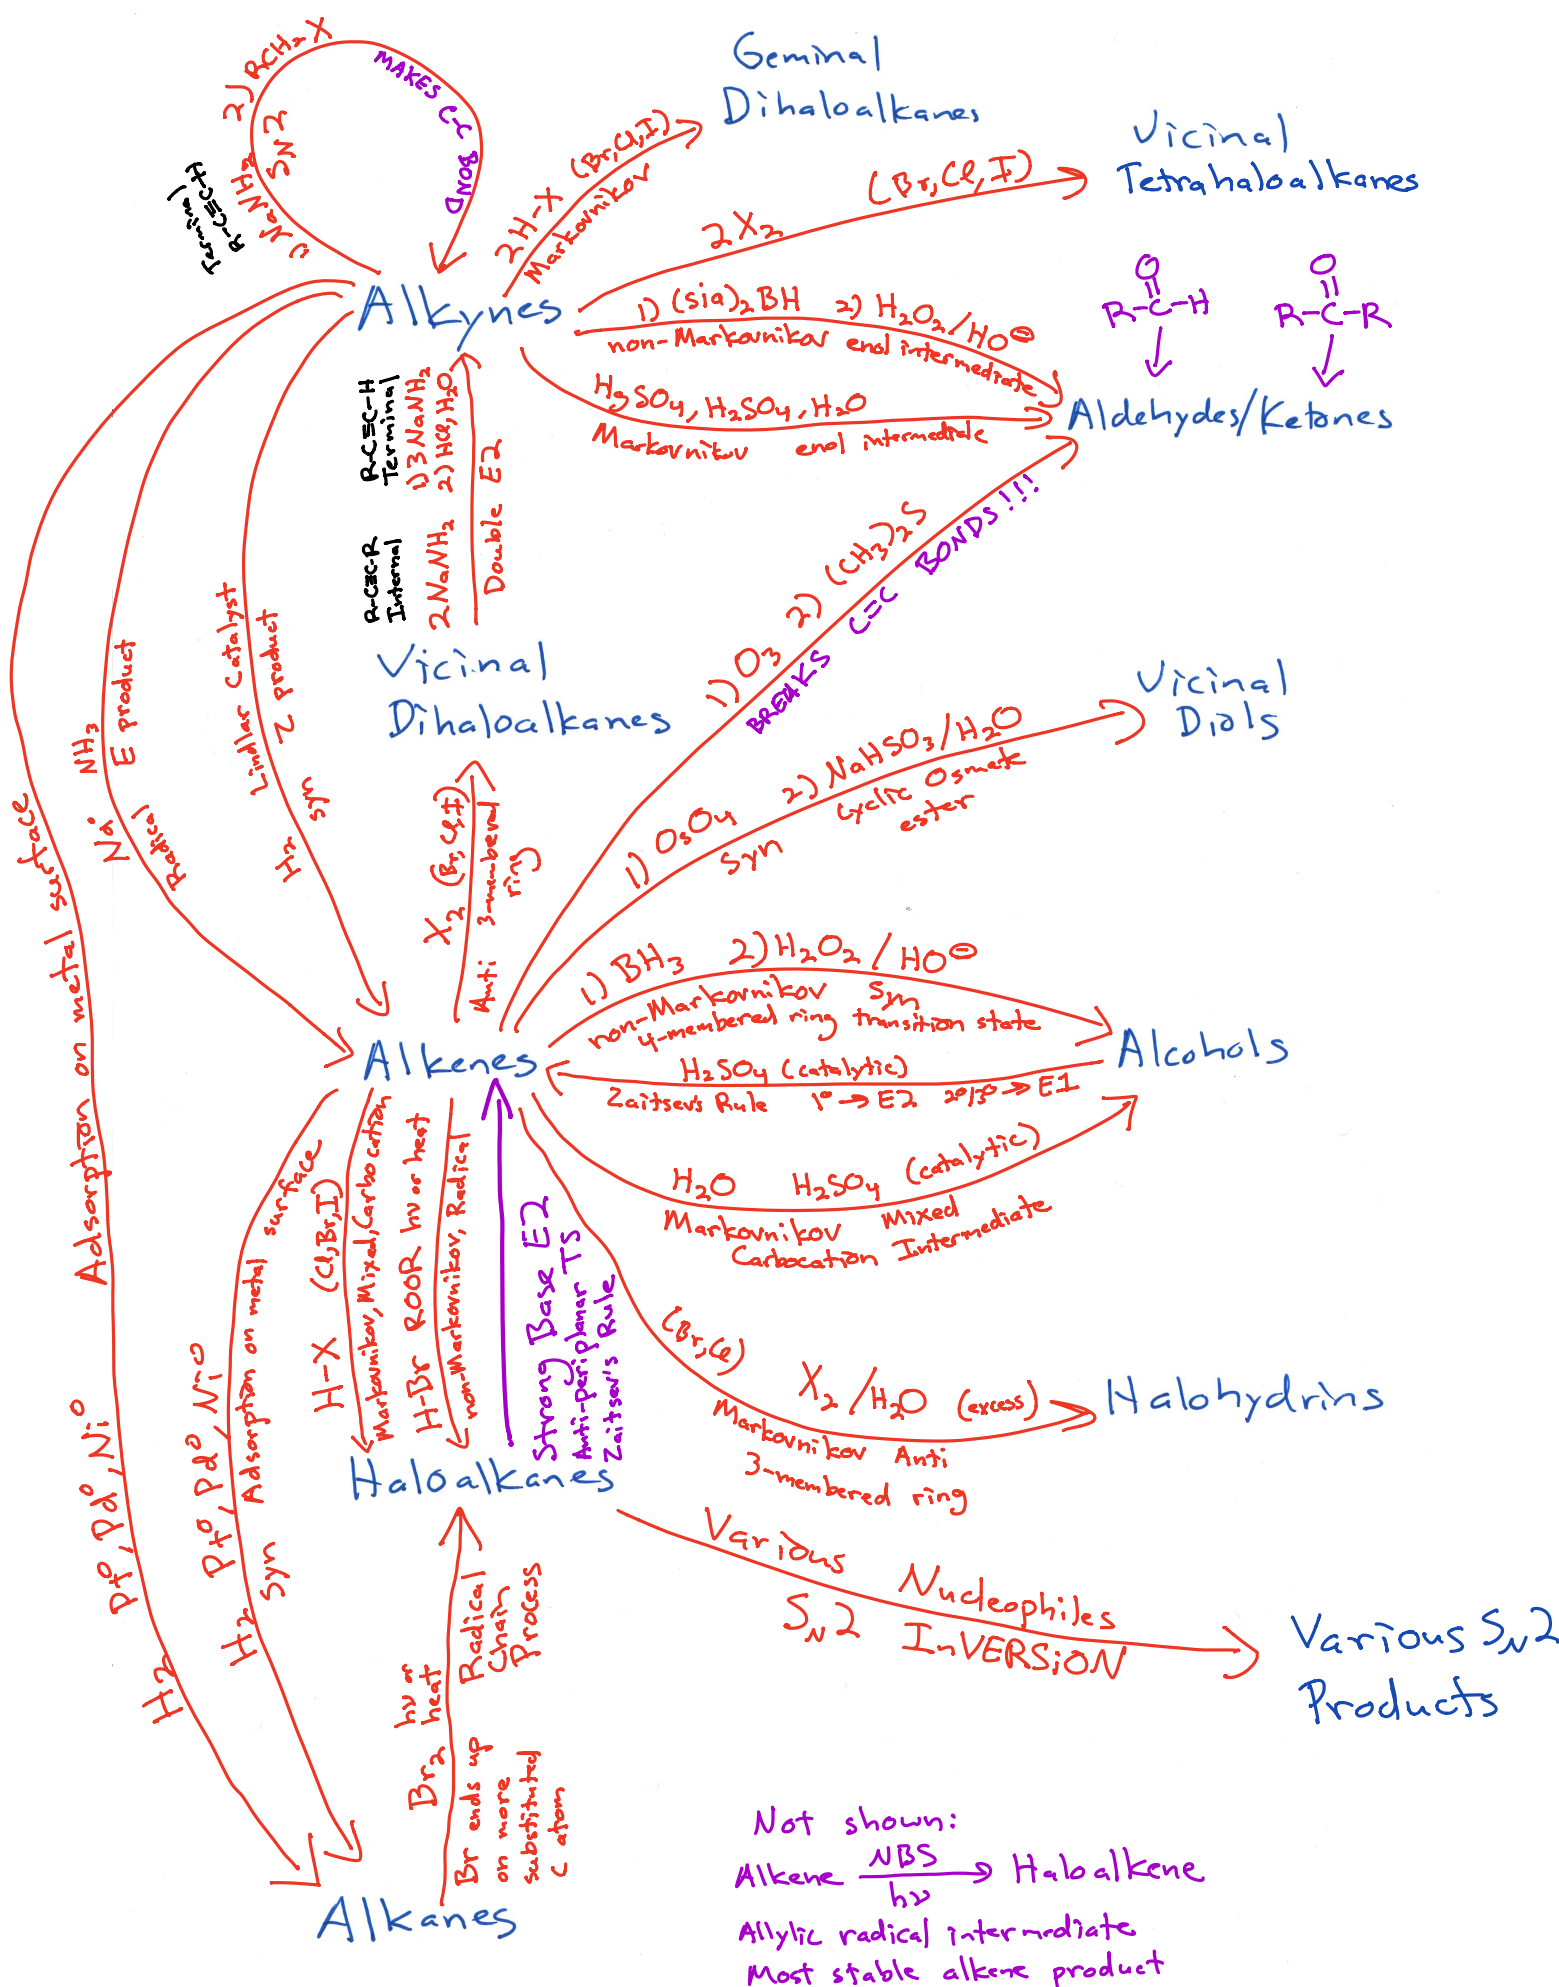 2) RCH₂X
1) NaNH₂
SN2
MAKES C-C BOND
Terminal
R-C≡C-H
Geminal
Dihaloalkanes
2H-X (Br,Cl,I)
Markovnikov
Vicinal
Tetrahaloalkanes
2X₂ (Br,Cl,I)
Alkynes
1) (sia)₂BH 2) H₂O₂/HO⊖
non-Markovnikov enol intermediate
HgSO₄, H₂SO₄, H₂O
Markovnikov enol intermediate
O
R-C-H
O
R-C-R
Aldehydes/Ketones
R-C≡C-H
Terminal
1) 3NaNH₂
2) HCl, H₂O
R-C≡C-R
Internal
2NaNH₂
Double E2
Vicinal
Dihaloalkanes
1) O₃ 2) (CH₃)₂S
BREAKS C=C BONDS!!!
Vicinal
Diols
1) OsO₄ 2) NaHSO₃/H₂O
Syn
Cyclic Osmate
ester
X₂ (Br,Cl,I)
Anti 3-membered
ring
H₂ Lindlar Catalyst
syn Z product
Na° NH₃
Radical E product
Adsorption on metal surface
H₂ Pt⁰, Pd⁰, Ni⁰
Alkenes
1) BH₃ 2) H₂O₂ / HO⊖
non-Markovnikov Syn
4-membered ring transition state
Alcohols
H₂SO₄ (catalytic)
Zaitsev's Rule 1° → E2 2°/3° → E1
H₂O H₂SO₄ (catalytic)
Markovnikov Mixed
Carbocation Intermediate
H₂ Pt⁰, Pd⁰, Ni⁰
Syn Adsorption on metal surface
H-X (Cl,Br,I)
Markovnikov, Mixed, Carbocation
H-Br ROOR hν or heat
non-Markovnikov, Radical
Strong Base E2
Anti-periplanar TS
Zaitsev's Rule
(Br,Cl)
X₂/H₂O (excess)
Markovnikov Anti
3-membered ring
Halohydrins
Haloalkanes
Various Nucleophiles
SN2 InVERSiON
Various SN2
Products
Br₂ hν or
heat
Radical
Chain
Process
Br ends up
on more
substituted
C atom
Alkanes
Not shown:
Alkene NBS → Haloalkene
hν
Allylic radical intermediate
Most stable alkene product